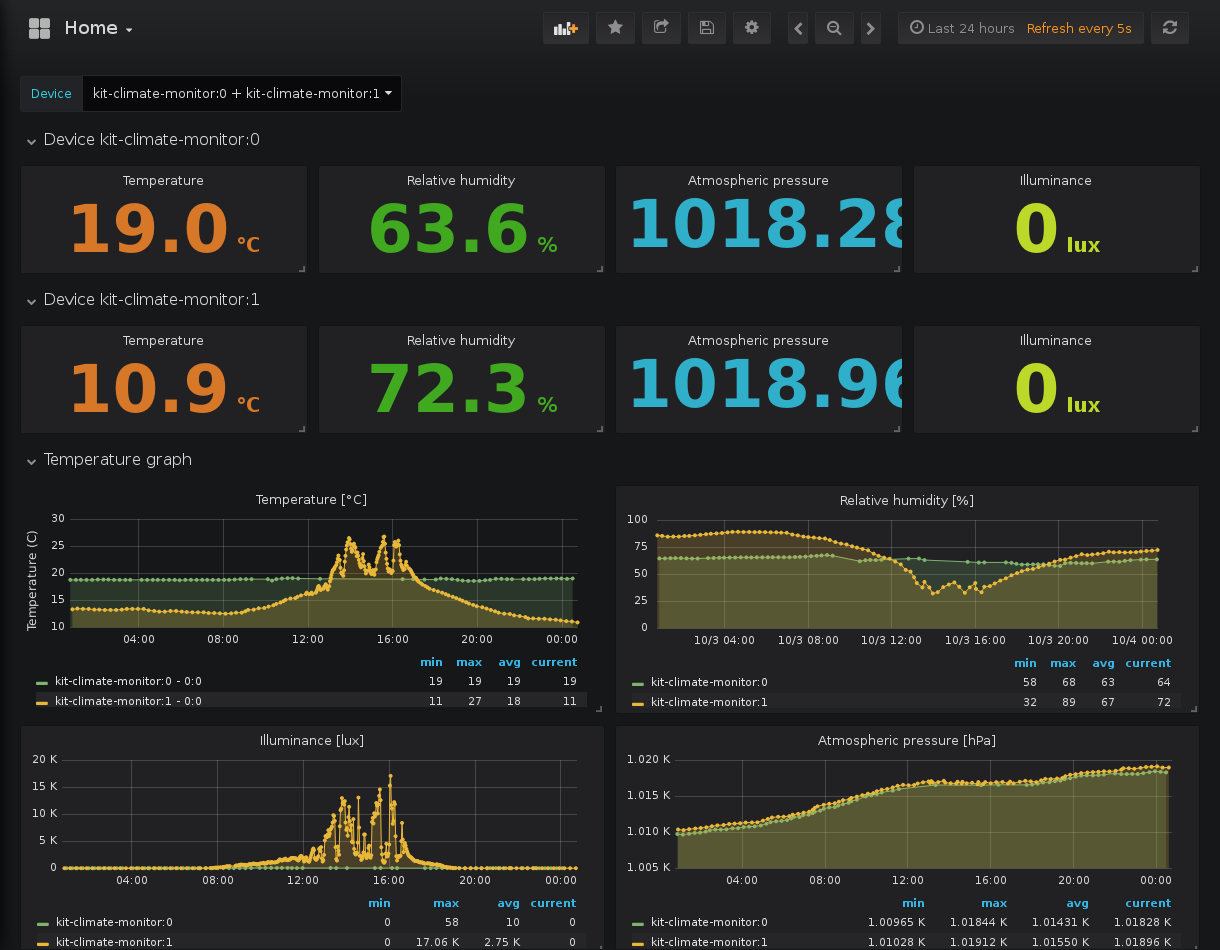 Home
Last 24 hours Refresh every 5s
Device kit-climate-monitor:0 + kit-climate-monitor:1
Device kit-climate-monitor:0
Temperature Relative humidity Atmospheric pressure Illuminance
19.0 °C 63.6 % 1018.28 0 lux
Device kit-climate-monitor:1
Temperature Relative humidity Atmospheric pressure Illuminance
10.9 °C 72.3 % 1018.96 0 lux
Temperature graph
Temperature [°C]
Temperature (C)
30
25
20
15
10
04:00 08:00 12:00 16:00 20:00 00:00
min max avg current
kit-climate-monitor:0 - 0:0 19 19 19 19
kit-climate-monitor:1 - 0:0 11 27 18 11
Relative humidity [%]
100
75
50
25
0
10/3 04:00 10/3 08:00 10/3 12:00 10/3 16:00 10/3 20:00 10/4 00:00
min max avg current
kit-climate-monitor:0 58 68 63 64
kit-climate-monitor:1 32 89 67 72
Illuminance [lux]
20 K
15 K
10 K
5 K
0
04:00 08:00 12:00 16:00 20:00 00:00
min max avg current
kit-climate-monitor:0 0 58 10 0
kit-climate-monitor:1 0 17.06 K 2.75 K 0
Atmospheric pressure [hPa]
1.020 K
1.015 K
1.010 K
1.005 K
04:00 08:00 12:00 16:00 20:00 00:00
min max avg current
kit-climate-monitor:0 1.00965 K 1.01844 K 1.01431 K 1.01828 K
kit-climate-monitor:1 1.01028 K 1.01912 K 1.01550 K 1.01896 K